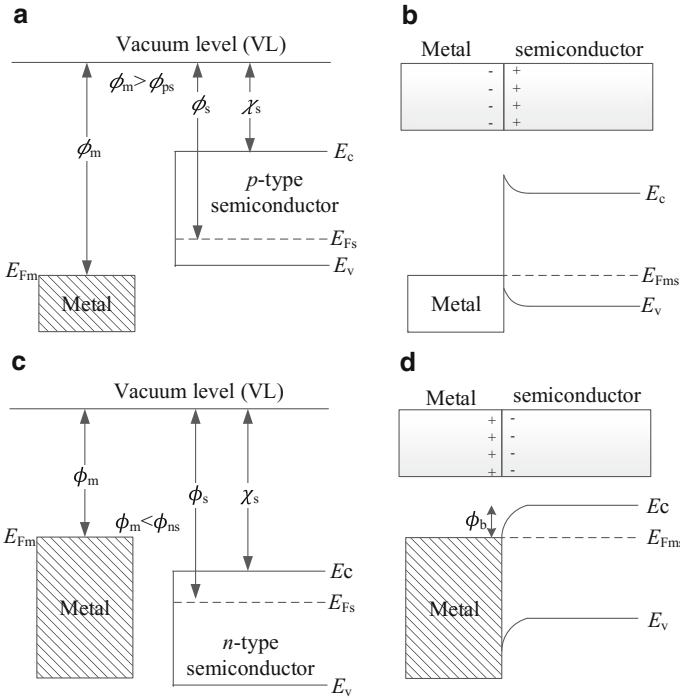 a
Vacuum level (VL)
ϕm > ϕps
ϕs
χs
ϕm
Ec
p-type
semiconductor
EFs
EFm
Ev
Metal
b
Metal semiconductor
- +
- +
- +
- +
Ec
EFms
Metal
Ev
c
Vacuum level (VL)
ϕm
ϕs
χs
ϕm<ϕns
EFm
Ec
EFs
Metal
n-type
semiconductor
Ev
d
Metal semiconductor
+ -
+ -
+ -
+ -
Ec
ϕb
EFms
Metal
Ev